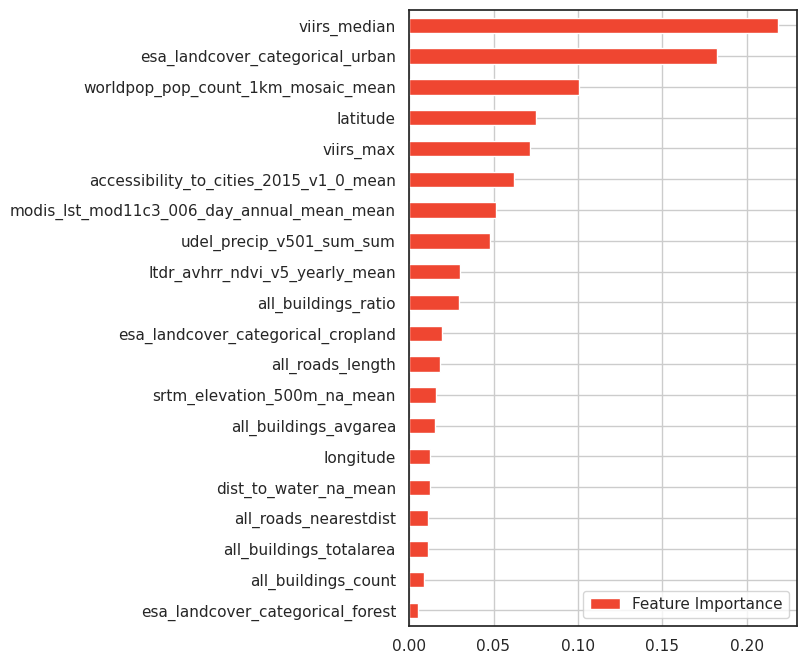 viirs_median
esa_landcover_categorical_urban
worldpop_pop_count_1km_mosaic_mean
latitude
viirs_max
accessibility_to_cities_2015_v1_0_mean
modis_lst_mod11c3_006_day_annual_mean_mean
udel_precip_v501_sum_sum
ltdr_avhrr_ndvi_v5_yearly_mean
all_buildings_ratio
esa_landcover_categorical_cropland
all_roads_length
srtm_elevation_500m_na_mean
all_buildings_avgarea
longitude
dist_to_water_na_mean
all_roads_nearestdist
all_buildings_totalarea
all_buildings_count
esa_landcover_categorical_forest
Feature Importance
0.00 0.05 0.10 0.15 0.20